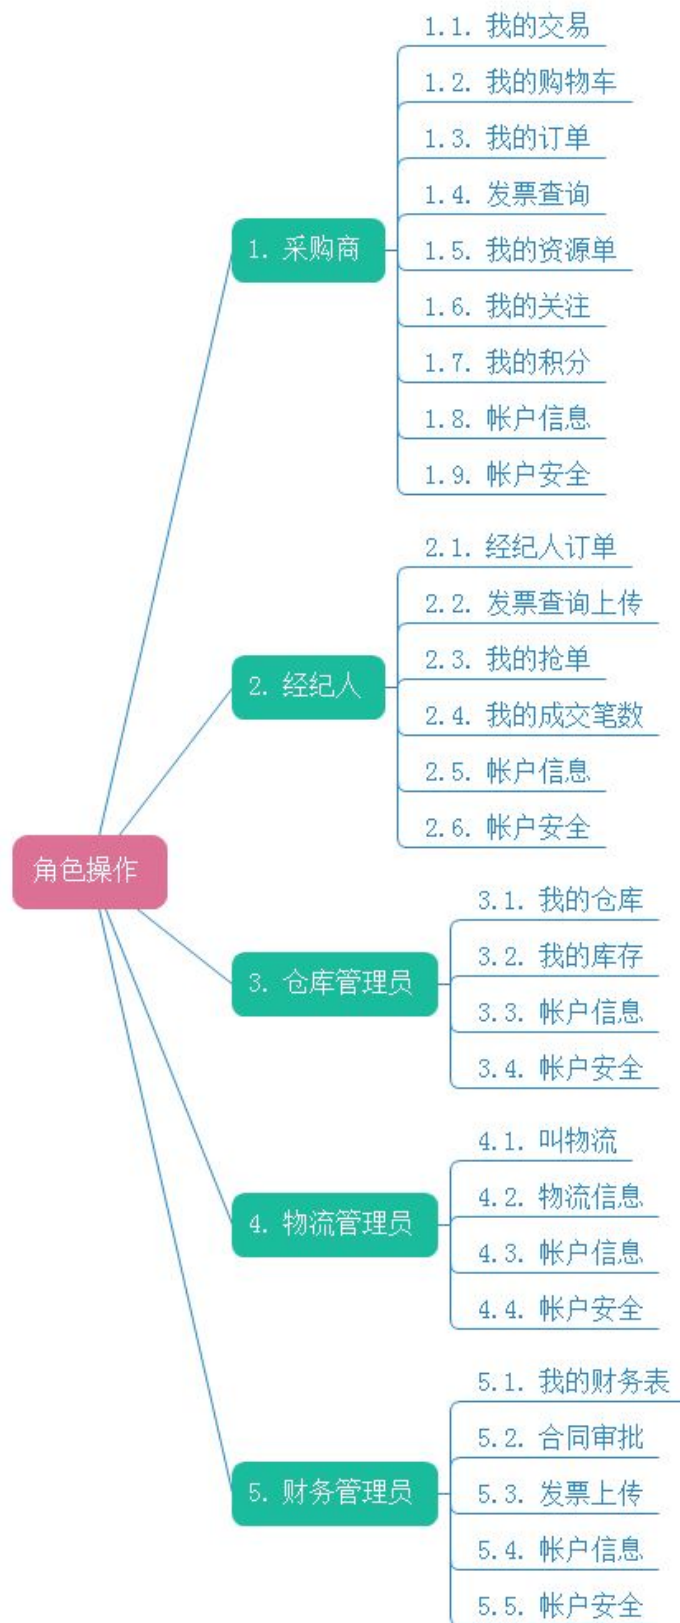 角色操作
1. 采购商
1.1. 我的交易
1.2. 我的购物车
1.3. 我的订单
1.4. 发票查询
1.5. 我的资源单
1.6. 我的关注
1.7. 我的积分
1.8. 帐户信息
1.9. 帐户安全
2. 经纪人
2.1. 经纪人订单
2.2. 发票查询上传
2.3. 我的抢单
2.4. 我的成交笔数
2.5. 帐户信息
2.6. 帐户安全
3. 仓库管理员
3.1. 我的仓库
3.2. 我的库存
3.3. 帐户信息
3.4. 帐户安全
4. 物流管理员
4.1. 叫物流
4.2. 物流信息
4.3. 帐户信息
4.4. 帐户安全
5. 财务管理员
5.1. 我的财务表
5.2. 合同审批
5.3. 发票上传
5.4. 帐户信息
5.5. 帐户安全